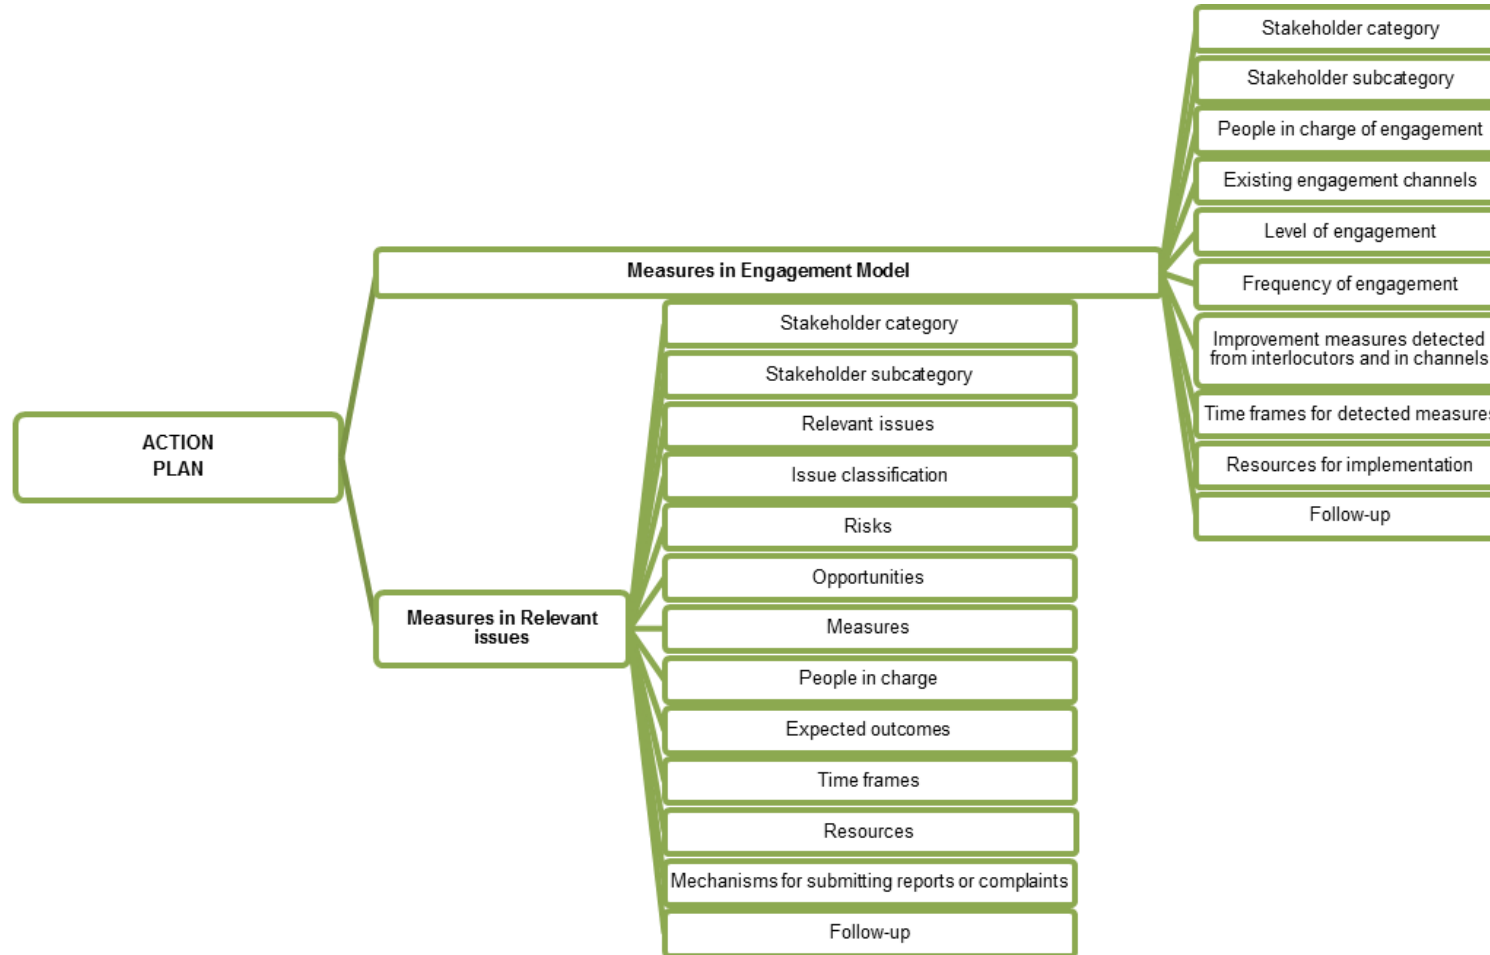 ACTION
PLAN
Measures in Engagement Model
Stakeholder category
Stakeholder subcategory
People in charge of engagement
Existing engagement channels
Level of engagement
Frequency of engagement
Improvement measures detected
from interlocutors and in channels
Time frames for detected measures
Resources for implementation
Follow-up
Measures in Relevant
issues
Stakeholder category
Stakeholder subcategory
Relevant issues
Issue classification
Risks
Opportunities
Measures
People in charge
Expected outcomes
Time frames
Resources
Mechanisms for submitting reports or complaints
Follow-up